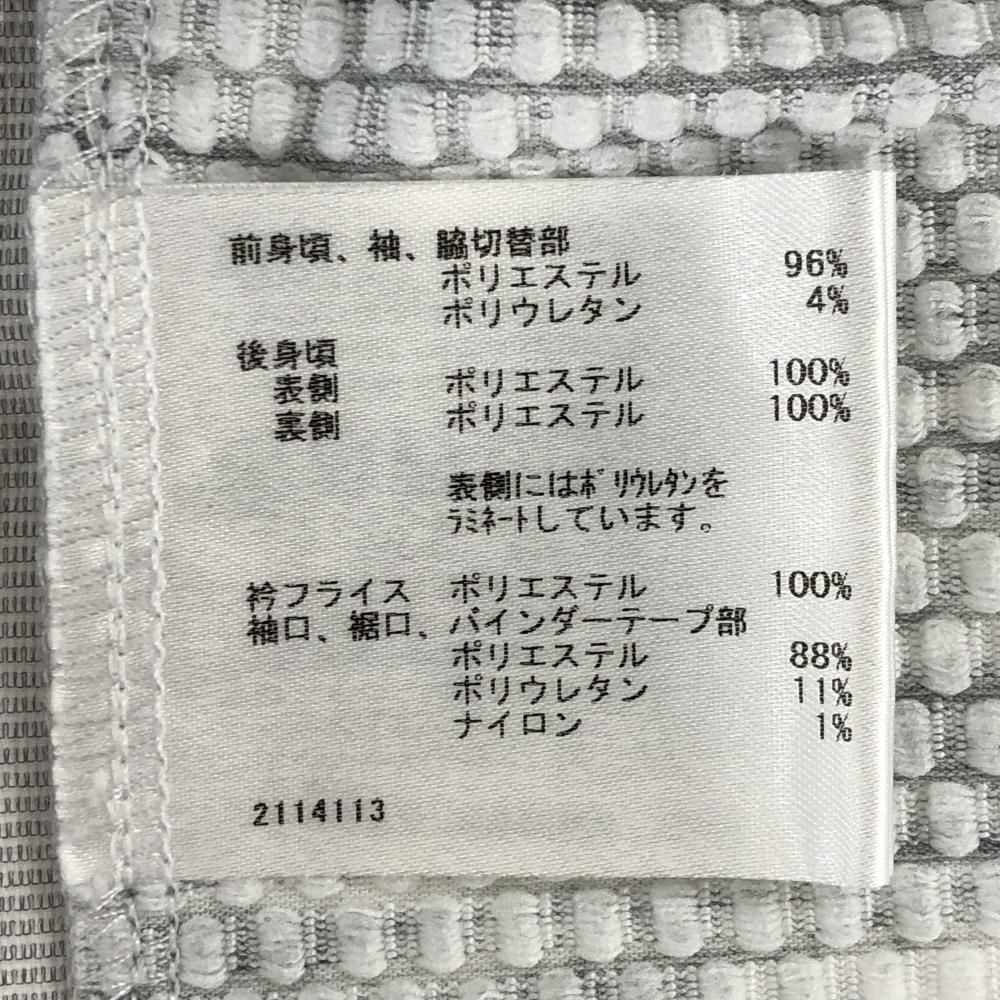 前身頃、袖、脇切替部
ポリエステル 96%
ポリウレタン 4%
後身頃
表側 ポリエステル 100%
裏側 ポリエステル 100%
表側にはﾎﾟﾘｳﾚﾀﾝを
ﾗﾐﾈｰﾄしています。
衿フライス ポリエステル 100%
袖口、裾口、バインダーテープ部
ポリエステル 88%
ポリウレタン 11%
ナイロン 1%
2114113